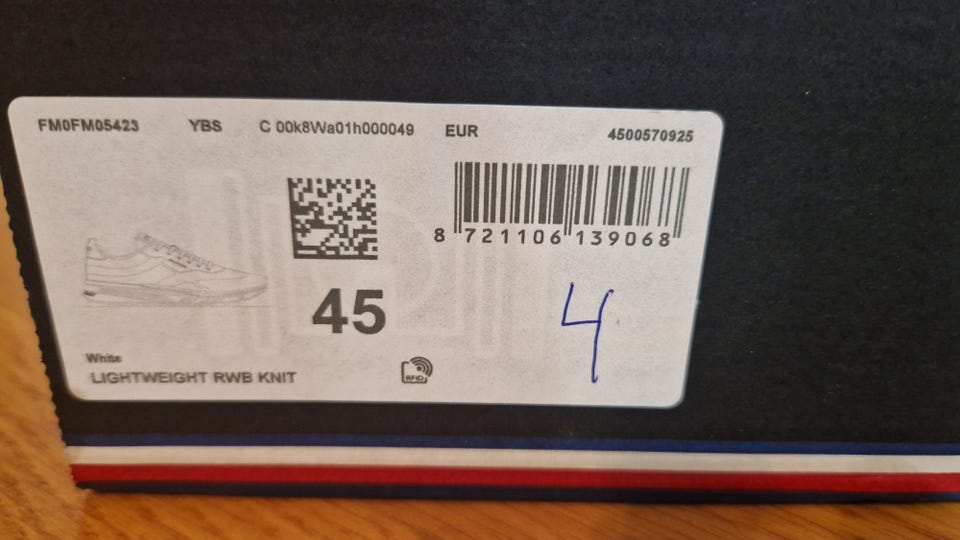 FM0FM05423 YBS C 00k8Wa01h000049 EUR 4500570925
8 721106 139068
45
4
White
LIGHTWEIGHT RWB KNIT
RFID